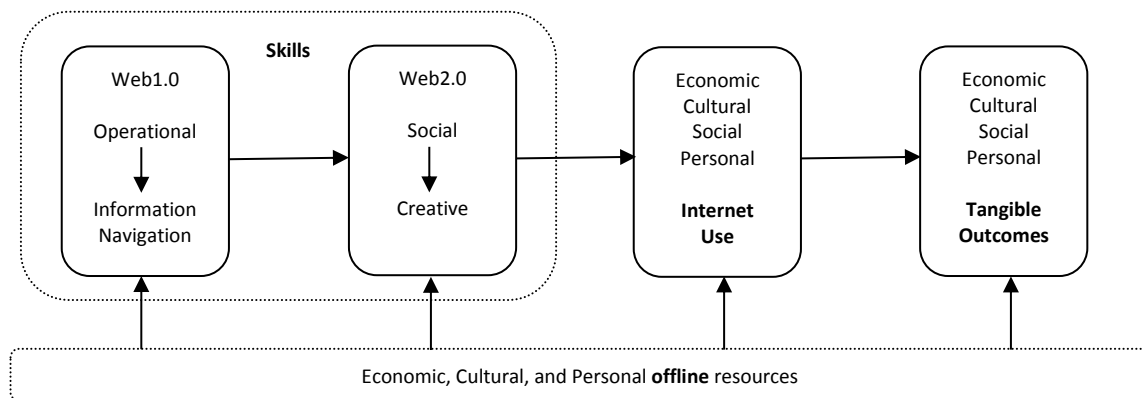 Skills
Web1.0
Operational
Information
Navigation
Web2.0
Social
Creative
Economic
Cultural
Social
Personal
Internet
Use
Economic
Cultural
Social
Personal
Tangible
Outcomes
Economic, Cultural, and Personal offline resources